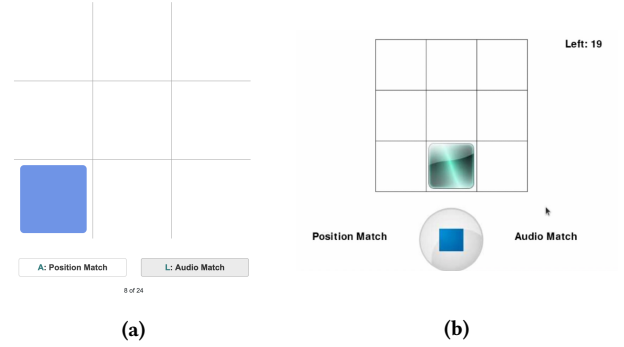 Left: 19
Position Match
Audio Match
A: Position Match
L: Audio Match
8 of 24
(a)
(b)